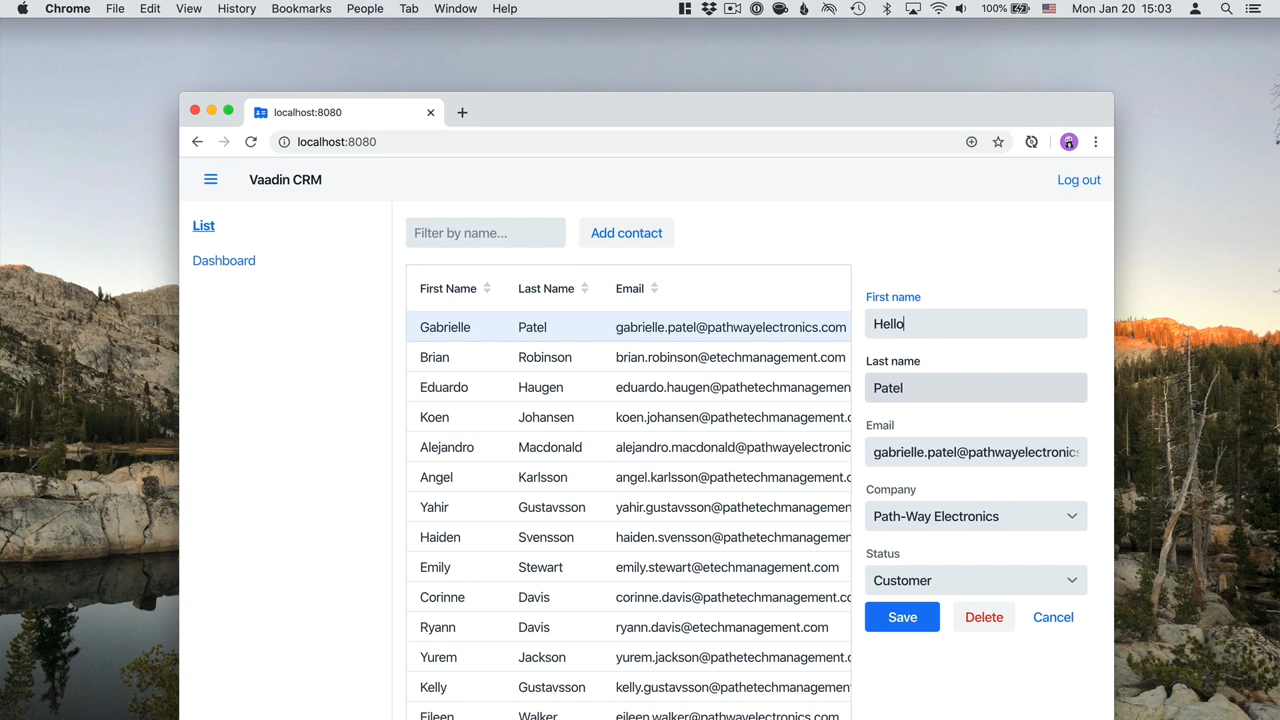 Chrome File Edit View History Bookmarks People Tab Window Help 100% Mon Jan 20 15:03
localhost:8080
localhost:8080
Vaadin CRM Log out
List
Dashboard
Filter by name... Add contact
First Name Last Name Email
Gabrielle Patel gabrielle.patel@pathwayelectronics.com
Brian Robinson brian.robinson@etechmanagement.com
Eduardo Haugen eduardo.haugen@pathetechmanagemen
Koen Johansen koen.johansen@pathetechmanagement.c
Alejandro Macdonald alejandro.macdonald@pathwayelectronic
Angel Karlsson angel.karlsson@pathetechmanagement.c
Yahir Gustavsson yahir.gustavsson@pathetechmanagemen
Haiden Svensson haiden.svensson@pathetechmanagement
Emily Stewart emily.stewart@etechmanagement.com
Corinne Davis corinne.davis@pathetechmanagement.co
Ryann Davis ryann.davis@etechmanagement.com
Yurem Jackson yurem.jackson@pathetechmanagement.c
Kelly Gustavsson kelly.gustavsson@pathetechmanagement
Eileen Walker eileen.walker@pathwayelectronics.com
First name
Hello
Last name
Patel
Email
gabrielle.patel@pathwayelectronics
Company
Path-Way Electronics
Status
Customer
Save Delete Cancel